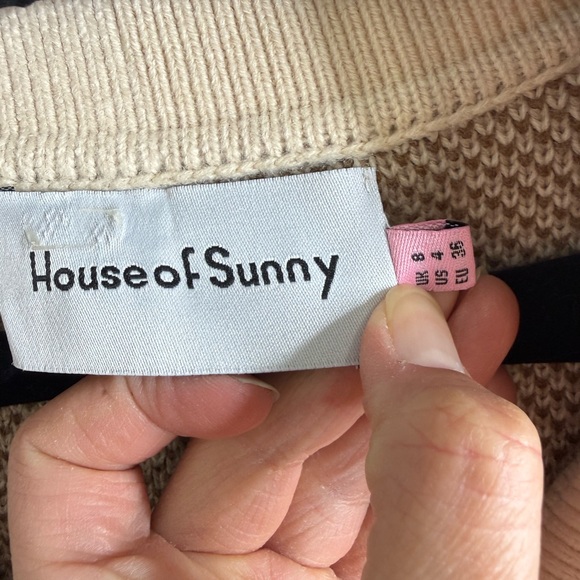 House of Sunny
UK 8
US 4
EU 36